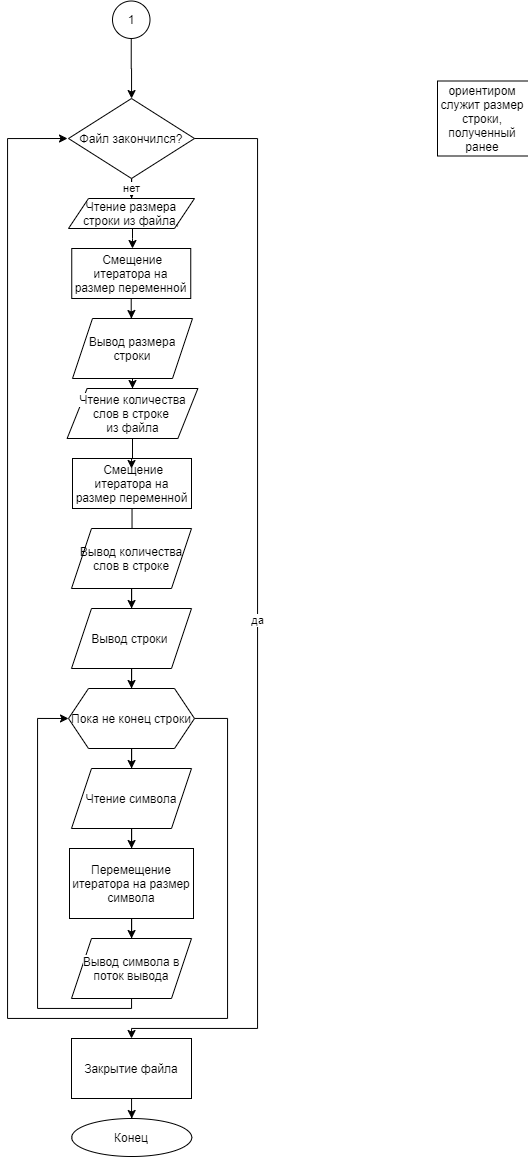 1
ориентиром
служит размер
строки,
полученный
ранее
Файл закончился?
нет
Чтение размера
строки из файла
Смещение
итератора на
размер переменной
Вывод размера
строки
Чтение количества
слов в строке
из файла
Смещение
итератора на
размер переменной
Вывод количества
слов в строке
да
Вывод строки
Пока не конец строки
Чтение символа
Перемещение
итератора на размер
символа
Вывод символа в
поток вывода
Закрытие файла
Конец